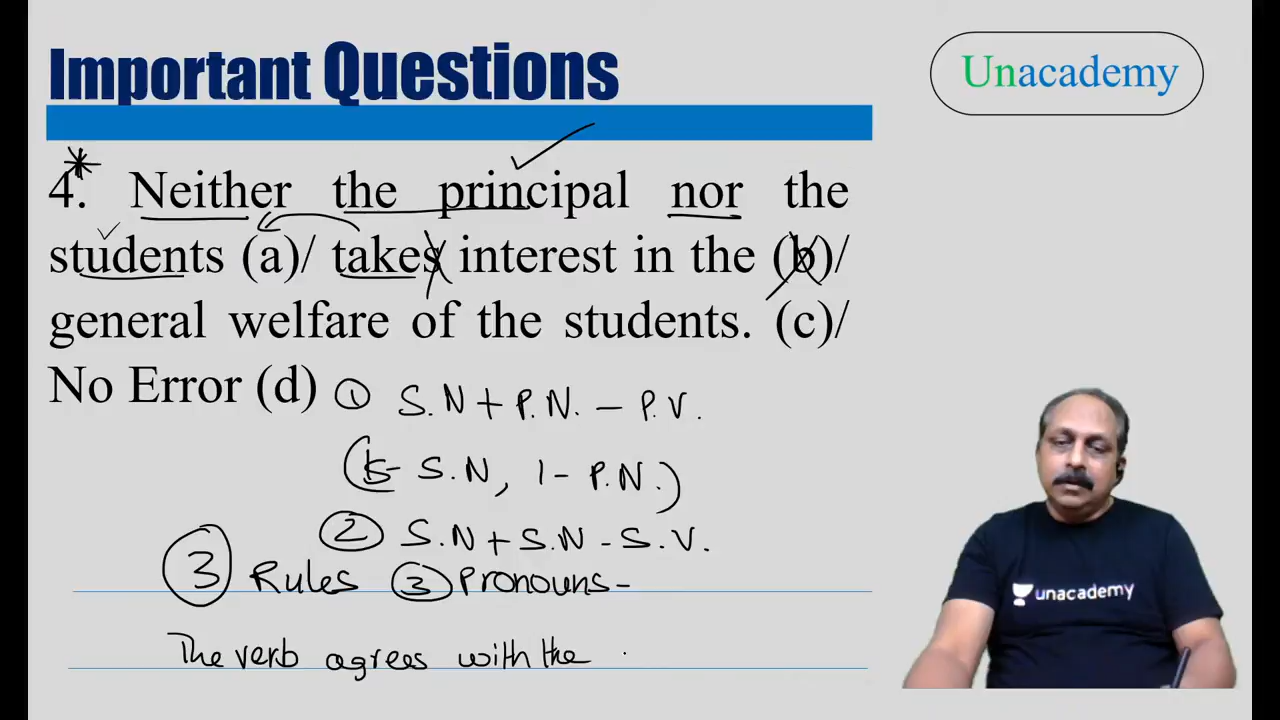 Important Questions
Unacademy
4. Neither the principal nor the
students (a)/ takes interest in the (b)/
general welfare of the students. (c)/
No Error (d)
① S.N + P.N. - P.V.
S.N, 1 - P.N.)
② S.N + S.N - S.V.
③ Rules ③ Pronouns -
The verb agrees with the
unacademy